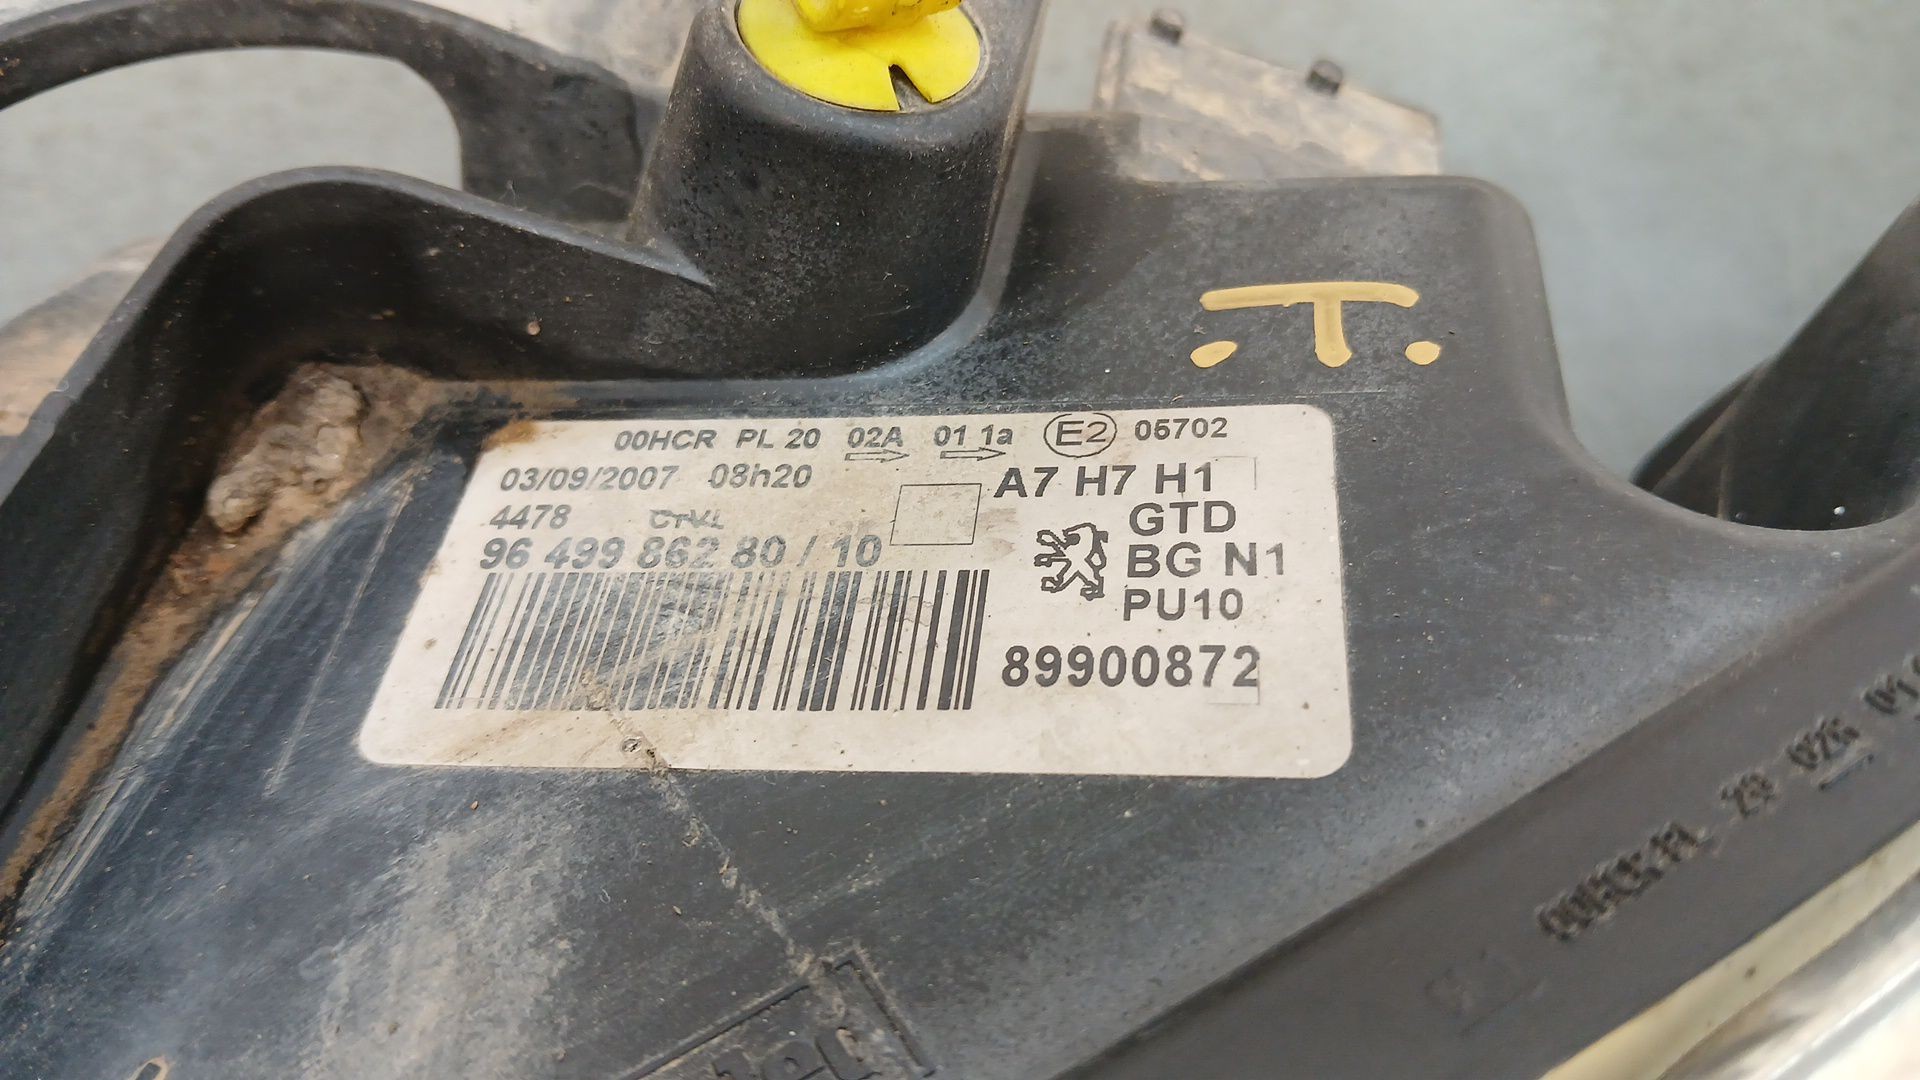 T
00HCR PL 20 02A 01 1a E2 05702
03/09/2007 08h20
A7 H7 H1
4478
GTD
96 499 862 80 / 10
BG N1
PU10
89900872